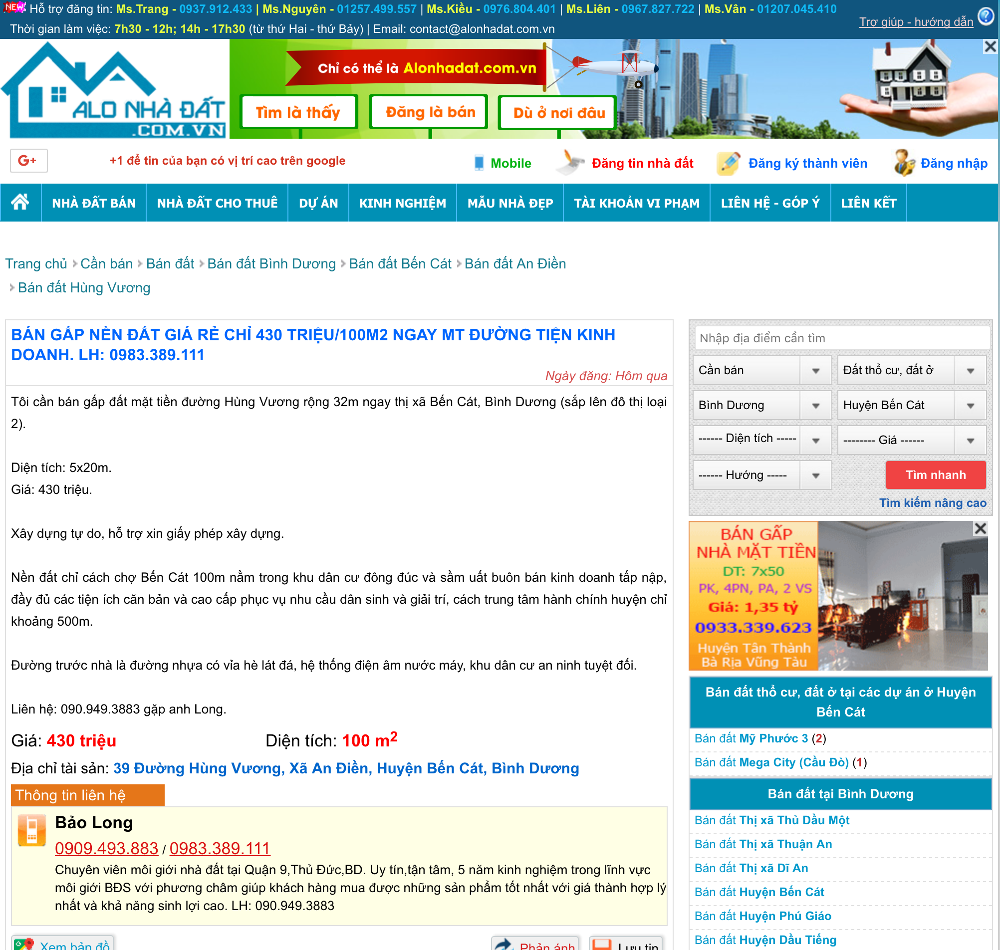 NEW Hỗ trợ đăng tin: Ms.Trang - 0937.912.433 | Ms.Nguyên - 01257.499.557 | Ms.Kiều - 0976.804.401 | Ms.Liên - 0967.827.722 | Ms.Vân - 01207.045.410
Trợ giúp - hướng dẫn
Thời gian làm việc: 7h30 - 12h; 14h - 17h30 (từ thứ Hai - thứ Bảy) | Email: contact@alonhadat.com.vn
ALO NHÀ ĐẤT
.COM.VN
Chỉ có thể là Alonhadat.com.vn
Tìm là thấy
Đăng là bán
Dù ở nơi đâu
G+
+1 để tin của bạn có vị trí cao trên google
Mobile
Đăng tin nhà đất
Đăng ký thành viên
Đăng nhập
NHÀ ĐẤT BÁN
NHÀ ĐẤT CHO THUÊ
DỰ ÁN
KINH NGHIỆM
MẪU NHÀ ĐẸP
TÀI KHOẢN VI PHẠM
LIÊN HỆ - GÓP Ý
LIÊN KẾT
Trang chủ Cần bán Bán đất Bán đất Bình Dương Bán đất Bến Cát Bán đất An Điền
Bán đất Hùng Vương
BÁN GẤP NỀN ĐẤT GIÁ RẺ CHỈ 430 TRIỆU/100M2 NGAY MT ĐƯỜNG TIỆN KINH
DOANH. LH: 0983.389.111
Ngày đăng: Hôm qua
Tôi cần bán gấp đất mặt tiền đường Hùng Vương rộng 32m ngay thị xã Bến Cát, Bình Dương (sắp lên đô thị loại
2).
Diện tích: 5x20m.
Giá: 430 triệu.
Xây dựng tự do, hỗ trợ xin giấy phép xây dựng.
Nền đất chỉ cách chợ Bến Cát 100m nằm trong khu dân cư đông đúc và sầm uất buôn bán kinh doanh tấp nập,
đầy đủ các tiện ích căn bản và cao cấp phục vụ nhu cầu dân sinh và giải trí, cách trung tâm hành chính huyện chỉ
khoảng 500m.
Đường trước nhà là đường nhựa có vỉa hè lát đá, hệ thống điện âm nước máy, khu dân cư an ninh tuyệt đối.
Liên hệ: 090.949.3883 gặp anh Long.
Giá: 430 triệu
Diện tích: 100 m2
Địa chỉ tài sản: 39 Đường Hùng Vương, Xã An Điền, Huyện Bến Cát, Bình Dương
Thông tin liên hệ
Bảo Long
0909.493.883 / 0983.389.111
Chuyên viên môi giới nhà đất tại Quận 9,Thủ Đức,BD. Uy tín,tận tâm, 5 năm kinh nghiệm trong lĩnh vực
môi giới BĐS với phương châm giúp khách hàng mua được những sản phẩm tốt nhất với giá thành hợp lý
nhất và khả năng sinh lợi cao. LH: 090.949.3883
Xem bản đồ
Phản ánh
Lưu tin
Nhập địa điểm cần tìm
Cần bán
Đất thổ cư, đất ở
Bình Dương
Huyện Bến Cát
------ Diện tích -----
-------- Giá ------
------ Hướng -----
Tìm nhanh
Tìm kiếm nâng cao
BÁN GẤP
NHÀ MẶT TIỀN
DT: 7x50
PK, 4PN, PA, 2 VS
Giá: 1,35 tỷ
0933.339.623
Huyện Tân Thành
Bà Rịa Vũng Tàu
Bán đất thổ cư, đất ở tại các dự án ở Huyện
Bến Cát
Bán đất Mỹ Phước 3 (2)
Bán đất Mega City (Cầu Đò) (1)
Bán đất tại Bình Dương
Bán đất Thị xã Thủ Dầu Một
Bán đất Thị xã Thuận An
Bán đất Thị xã Dĩ An
Bán đất Huyện Bến Cát
Bán đất Huyện Phú Giáo
Bán đất Huyện Dầu Tiếng